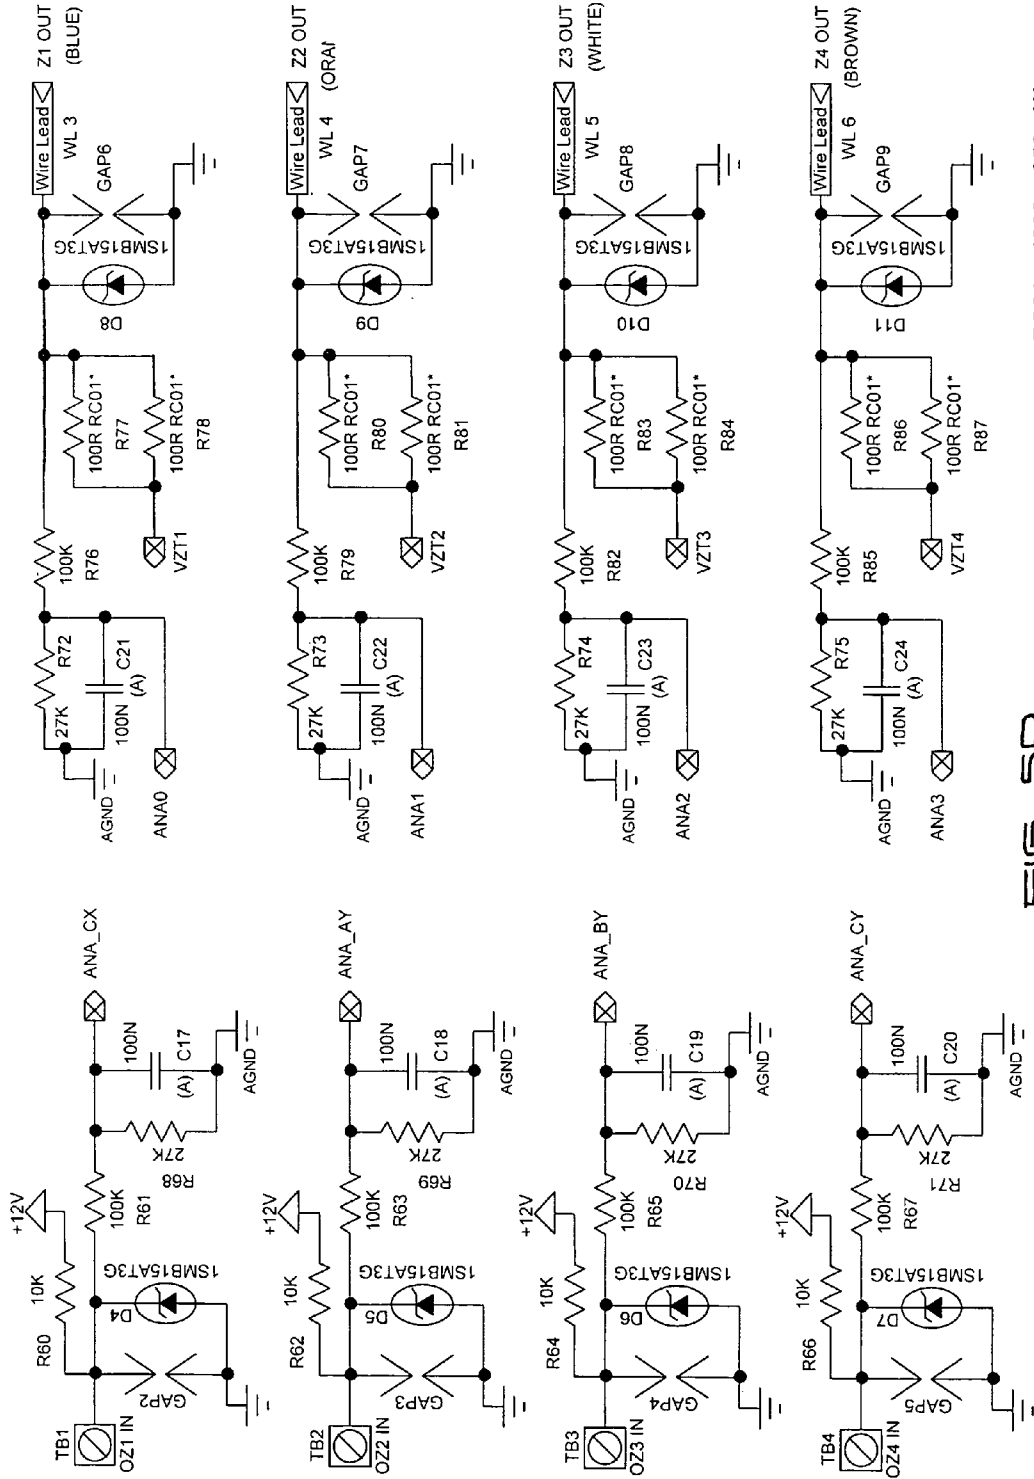 TB1
OZ1 IN
R60
10K
+12V
GAP2
D4
1SMB15AT3G
100K
R61
27K
R68
100N
C17
(A)
AGND
ANA_CX
TB2
OZ2 IN
R62
10K
+12V
GAP3
D5
1SMB15AT3G
100K
R63
27K
R69
100N
C18
(A)
AGND
ANA_AY
TB3
OZ3 IN
R64
10K
+12V
GAP4
D6
1SMB15AT3G
100K
R65
27K
R70
100N
C19
(A)
AGND
ANA_BY
TB4
OZ4 IN
R66
10K
+12V
GAP5
D7
1SMB15AT3G
100K
R67
27K
R71
100N
C20
(A)
AGND
ANA_CY
AGND
ANA0
27K
R72
100N
C21
(A)
100K
R76
VZT1
100R RC01*
R77
100R RC01*
R78
D8
1SMB15AT3G
GAP6
Wire Lead
WL 3
Z1 OUT
(BLUE)
AGND
ANA1
27K
R73
100N
C22
(A)
100K
R79
VZT2
100R RC01*
R80
100R RC01*
R81
D9
1SMB15AT3G
GAP7
Wire Lead
WL 4
Z2 OUT
AGND
ANA2
27K
R74
100N
C23
(A)
100K
R82
VZT3
100R RC01*
R83
100R RC01*
R84
D10
1SMB15AT3G
GAP8
Wire Lead
WL 5
Z3 OUT
(WHITE)
AGND
ANA3
27K
R75
100N
C24
(A)
100K
R85
VZT4
100R RC01*
R86
100R RC01*
R87
D11
1SMB15AT3G
GAP9
Wire Lead
WL 6
Z4 OUT
(BROWN)